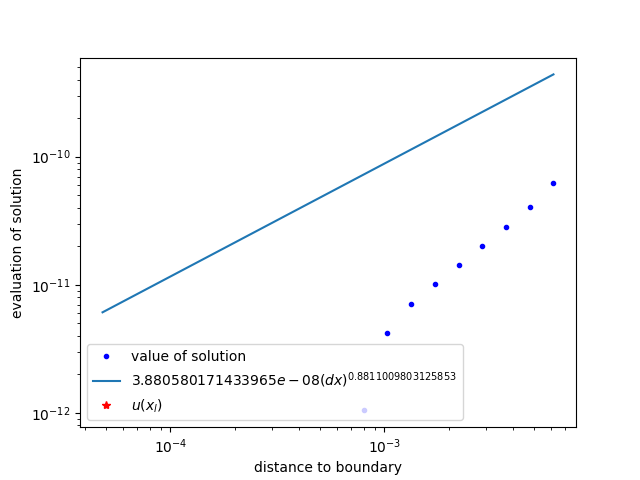 10⁻¹⁰
10⁻¹¹
10⁻¹²
evaluation of solution
value of solution
3.880580171433965e − 08(dx)^0.8811009803125853
u(x_l)
10⁻⁴
10⁻³
distance to boundary